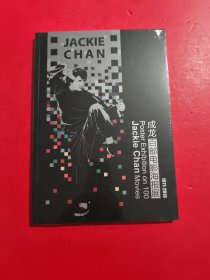 JACKIE
CHAN
成龙
Poster Exhibition on 100
Jackie Chan Movies